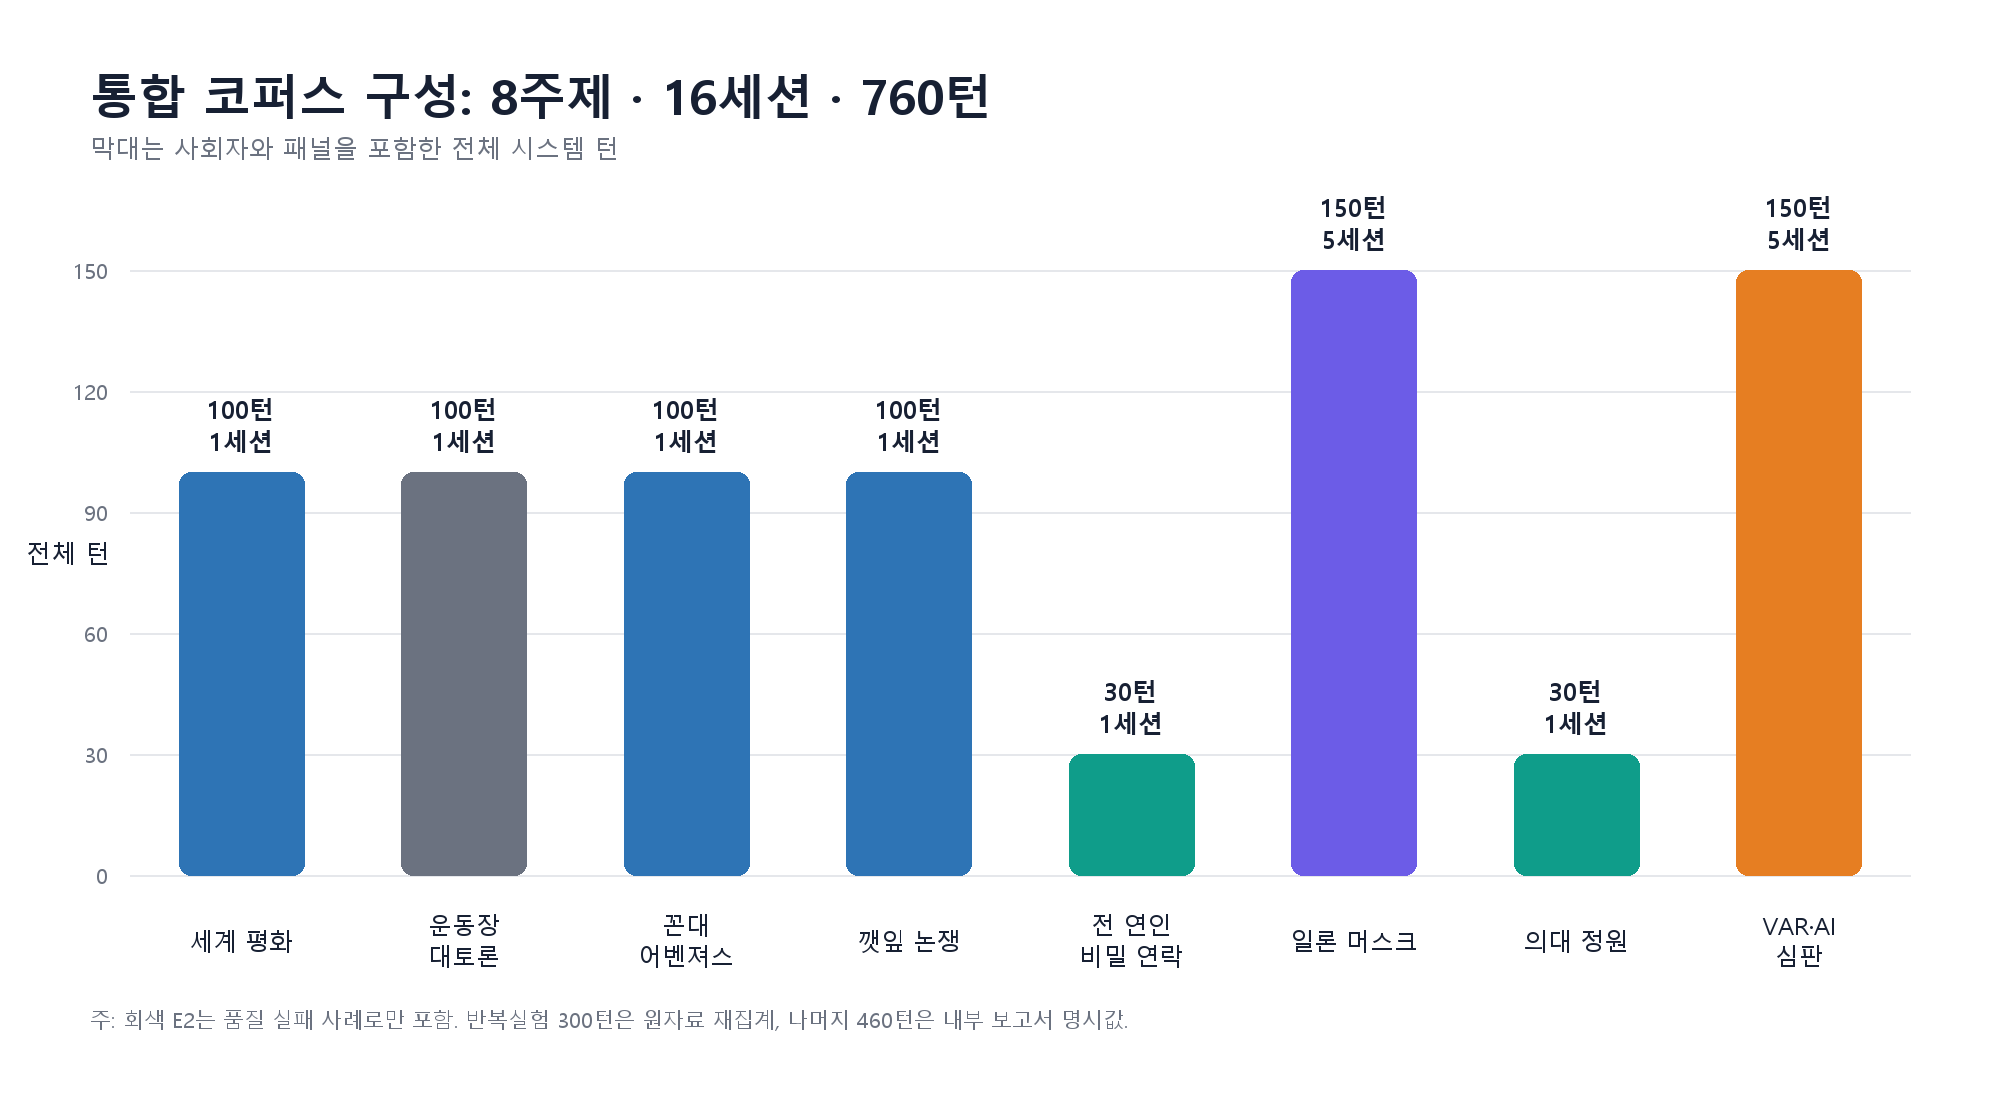 통합 코퍼스 구성: 8주제 · 16세션 · 760턴
막대는 사회자와 패널을 포함한 전체 시스템 턴
150턴
5세션
150턴
5세션
150
120
100턴
1세션
100턴
1세션
100턴
1세션
100턴
1세션
90
전체 턴
60
30턴
1세션
30턴
1세션
30
0
세계 평화
운동장
대토론
꼰대
어벤져스
깻잎 논쟁
전 연인
비밀 연락
일론 머스크
의대 정원
VAR·AI
심판
주: 회색 E2는 품질 실패 사례로만 포함. 반복실험 300턴은 원자료 재집계, 나머지 460턴은 내부 보고서 명시값.